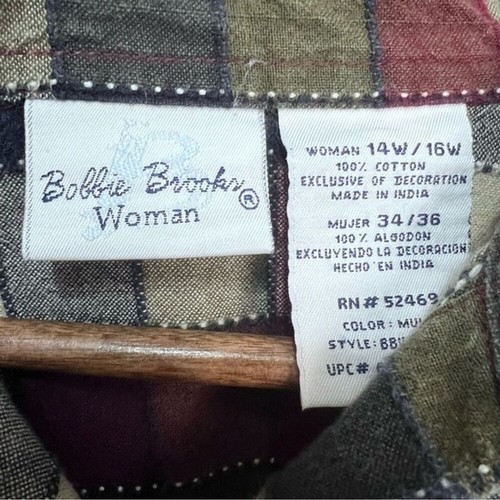 Bobbie Brooks®
Woman
WOMAN 14W/16W
100% COTTON
EXCLUSIVE OF DECORATION
MADE IN INDIA
MUJER 34/36
100% ALGODON
EXCLUYENDO LA DECORACION
HECHO EN INDIA
RN# 52469
COLOR:
STYLE:
UPC#